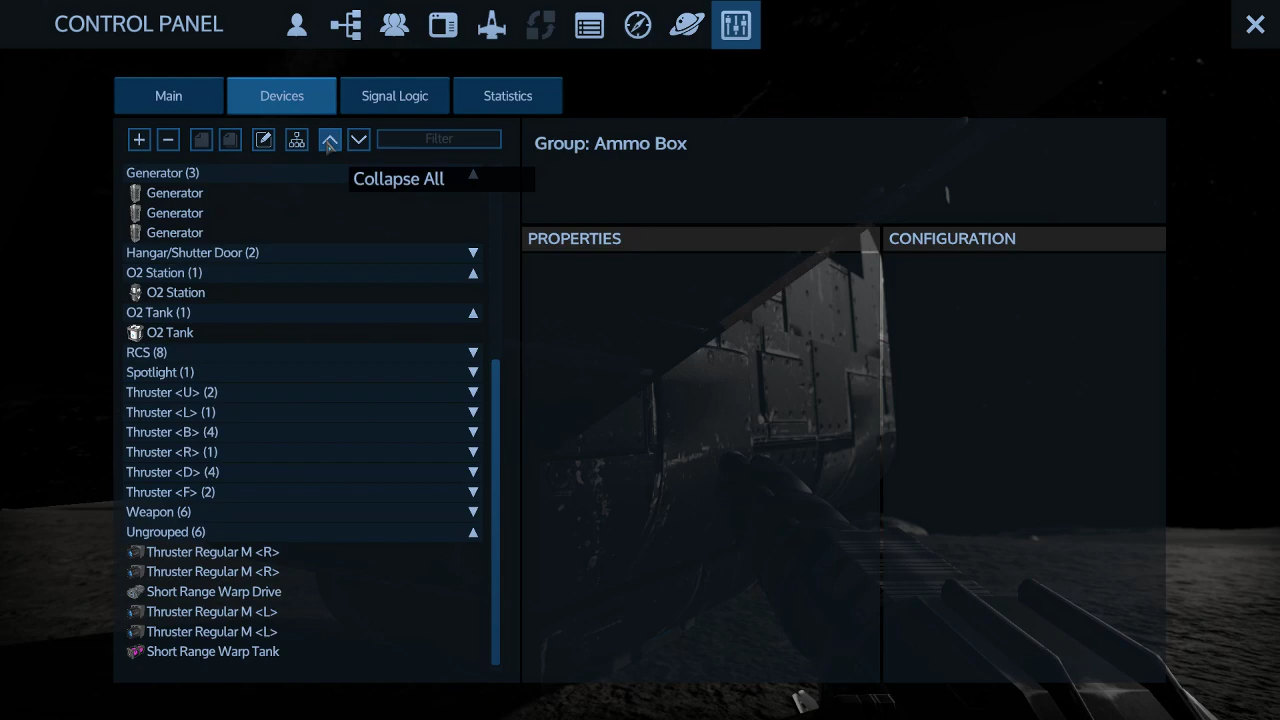 CONTROL PANEL
Main
Devices
Signal Logic
Statistics
Filter
Collapse All
Generator (3)
Generator
Generator
Generator
Hangar/Shutter Door (2)
O2 Station (1)
O2 Station
O2 Tank (1)
O2 Tank
RCS (8)
Spotlight (1)
Thruster <U> (2)
Thruster <L> (1)
Thruster <B> (4)
Thruster <R> (1)
Thruster <D> (4)
Thruster <F> (2)
Weapon (6)
Ungrouped (6)
Thruster Regular M <R>
Thruster Regular M <R>
Short Range Warp Drive
Thruster Regular M <L>
Thruster Regular M <L>
Short Range Warp Tank
Group: Ammo Box
PROPERTIES
CONFIGURATION